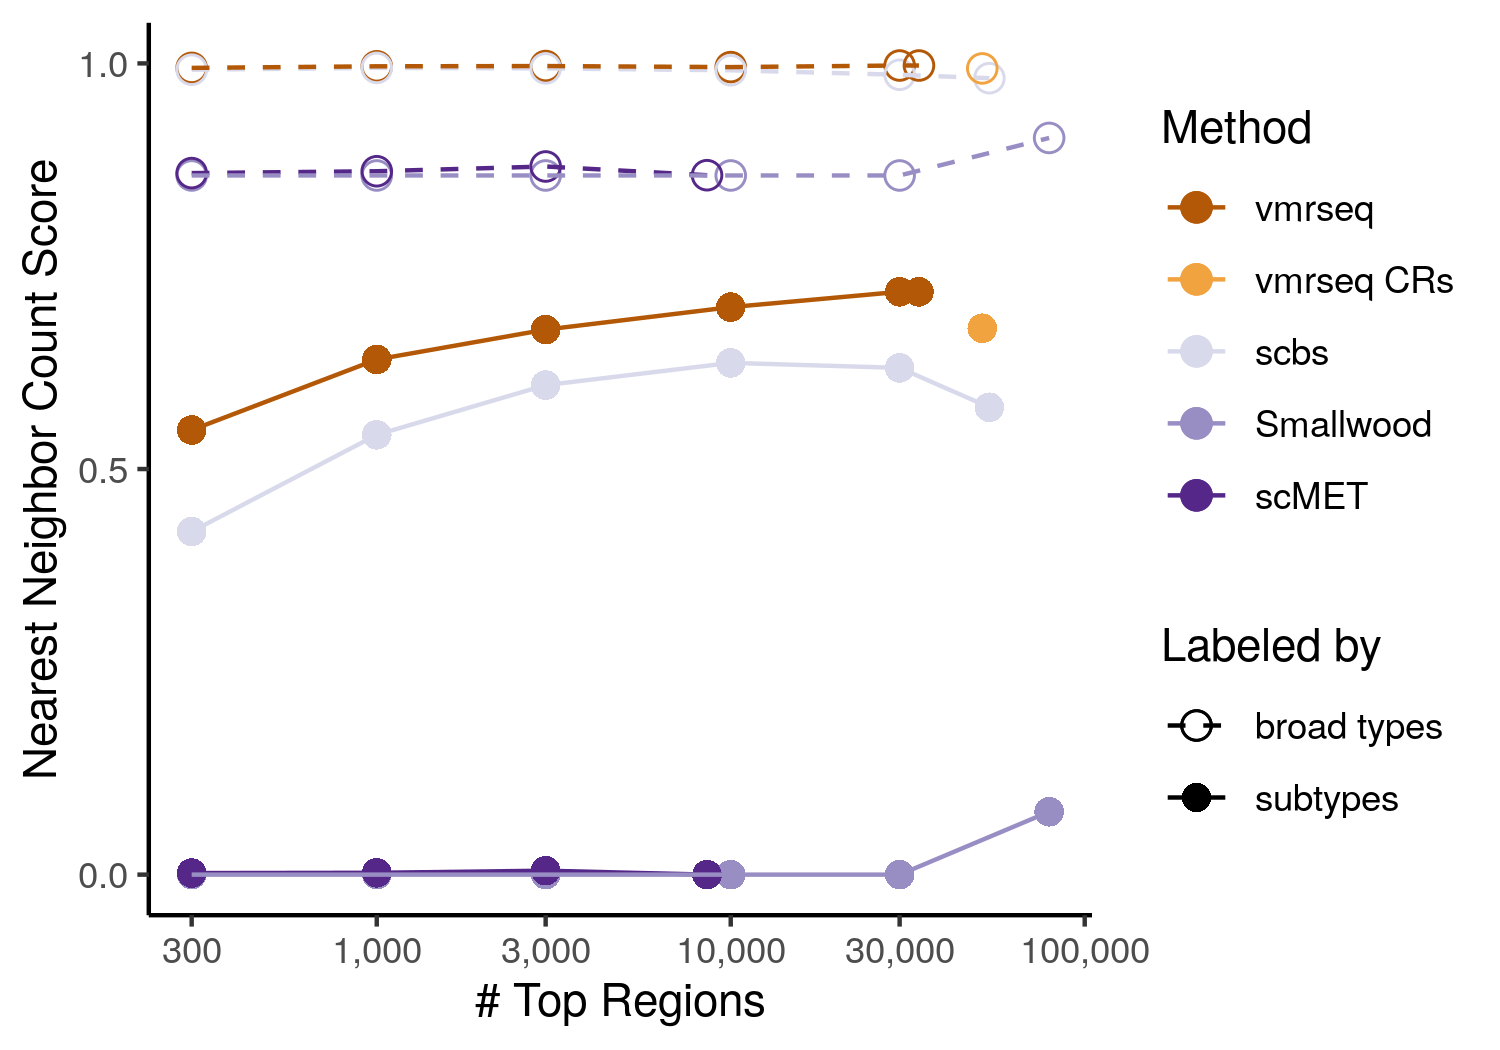 Nearest Neighbor Count Score
1.0
0.5
0.0
300
1,000
3,000
10,000
30,000
100,000
# Top Regions
Method
vmrseq
vmrseq CRs
scbs
Smallwood
scMET
Labeled by
broad types
subtypes